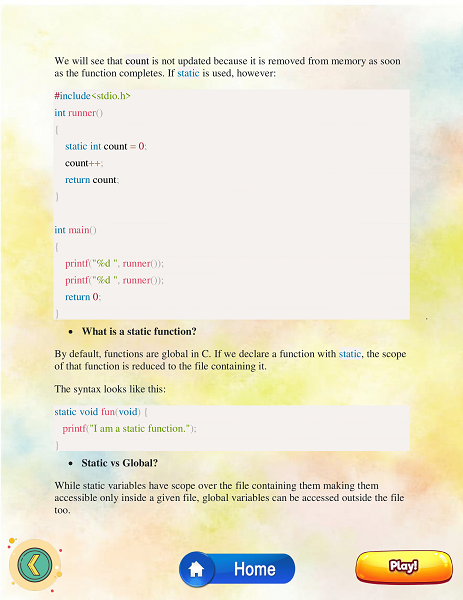 We will see that count is not updated because it is removed from memory as soon
as the function completes. If static is used, however:
#include<stdio.h>
int runner()
{
static int count = 0;
count++;
return count;
}
int main()
{
printf("%d ", runner());
printf("%d ", runner());
return 0;
}
• What is a static function?
By default, functions are global in C. If we declare a function with static, the scope
of that function is reduced to the file containing it.
The syntax looks like this:
static void fun(void) {
printf("I am a static function.");
}
• Static vs Global?
While static variables have scope over the file containing them making them
accessible only inside a given file, global variables can be accessed outside the file
too.
Home
Play!